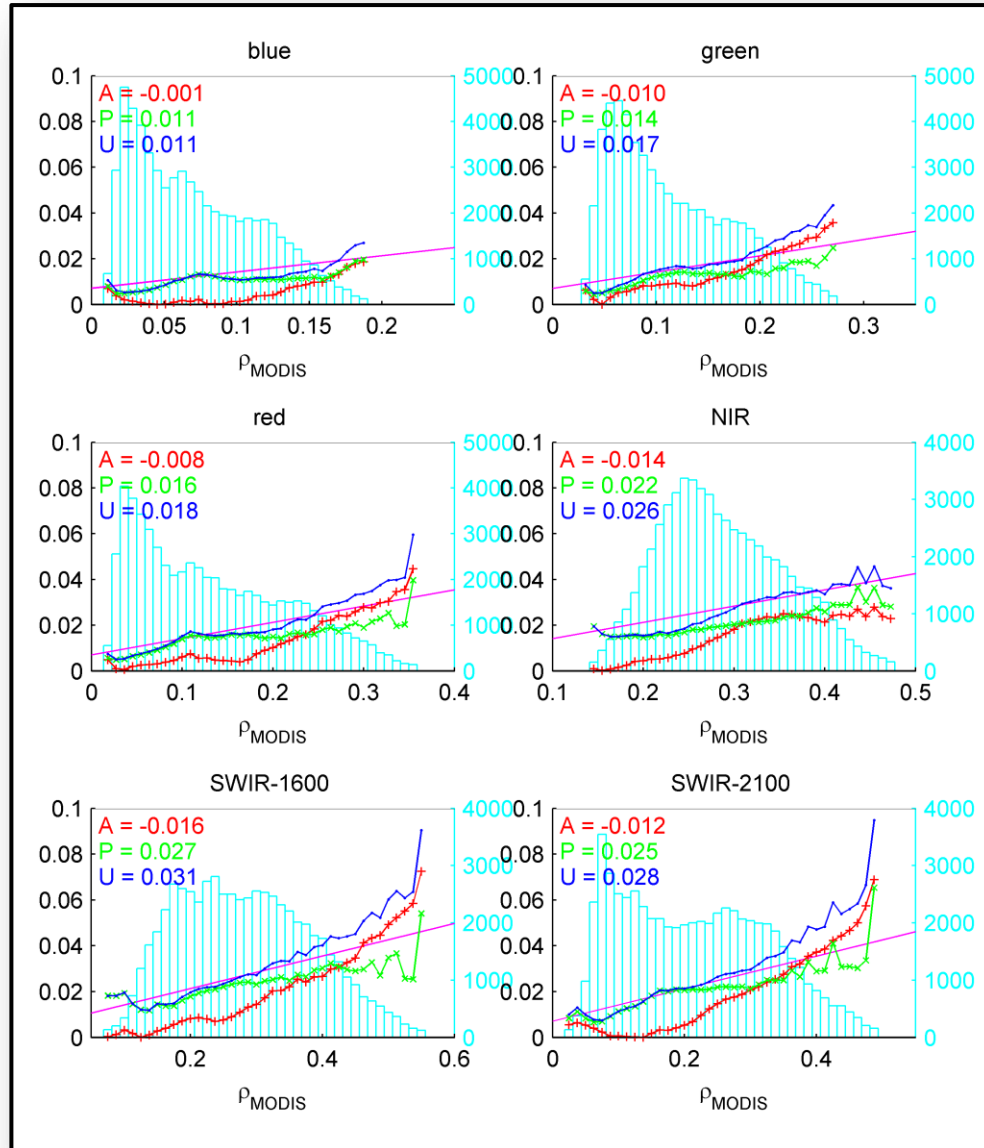 blue
0.1
0.08
0.06
0.04
0.02
0
5000
4000
3000
2000
1000
0
A = -0.001
P = 0.011
U = 0.011
0 0.05 0.1 0.15 0.2
ρMODIS
green
0.1
0.08
0.06
0.04
0.02
0
5000
4000
3000
2000
1000
0
A = -0.010
P = 0.014
U = 0.017
0 0.1 0.2 0.3
ρMODIS
red
0.1
0.08
0.06
0.04
0.02
0
5000
4000
3000
2000
1000
0
A = -0.008
P = 0.016
U = 0.018
0 0.1 0.2 0.3 0.4
ρMODIS
NIR
0.1
0.08
0.06
0.04
0.02
0
4000
3000
2000
1000
0
A = -0.014
P = 0.022
U = 0.026
0.1 0.2 0.3 0.4 0.5
ρMODIS
SWIR-1600
0.1
0.08
0.06
0.04
0.02
0
4000
3000
2000
1000
0
A = -0.016
P = 0.027
U = 0.031
0.2 0.4 0.6
ρMODIS
SWIR-2100
0.1
0.08
0.06
0.04
0.02
0
4000
3000
2000
1000
0
A = -0.012
P = 0.025
U = 0.028
0 0.2 0.4
ρMODIS